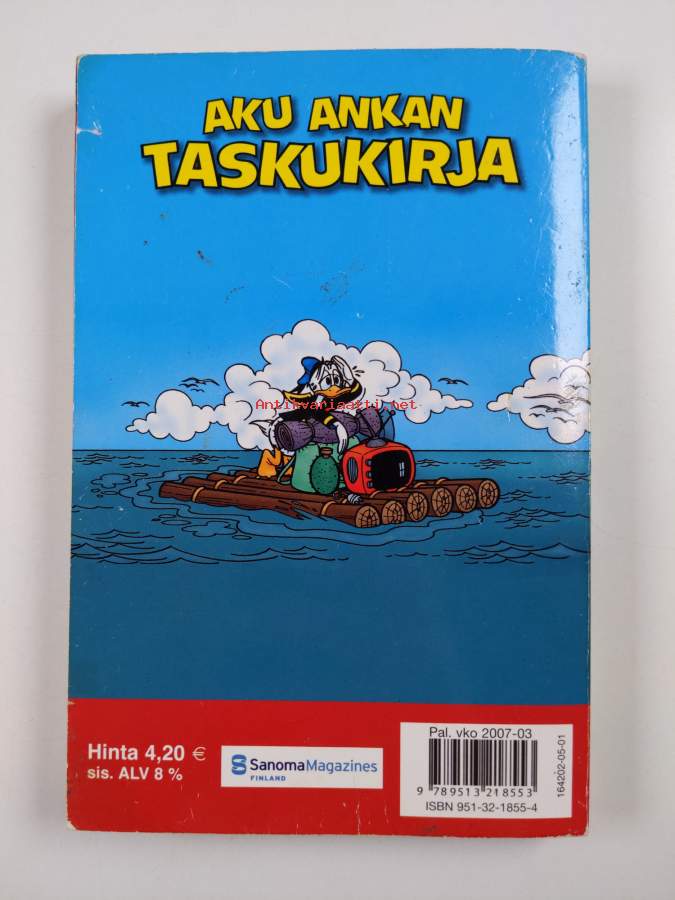 AKU ANKAN
TASKUKIRJA
Antikvariaatti.net
Hinta 4,20 €
sis. ALV 8 %
SanomaMagazines
FINLAND
Pal. vko 2007-03
9 789513 218553
ISBN 951-32-1855-4
164202-05-01